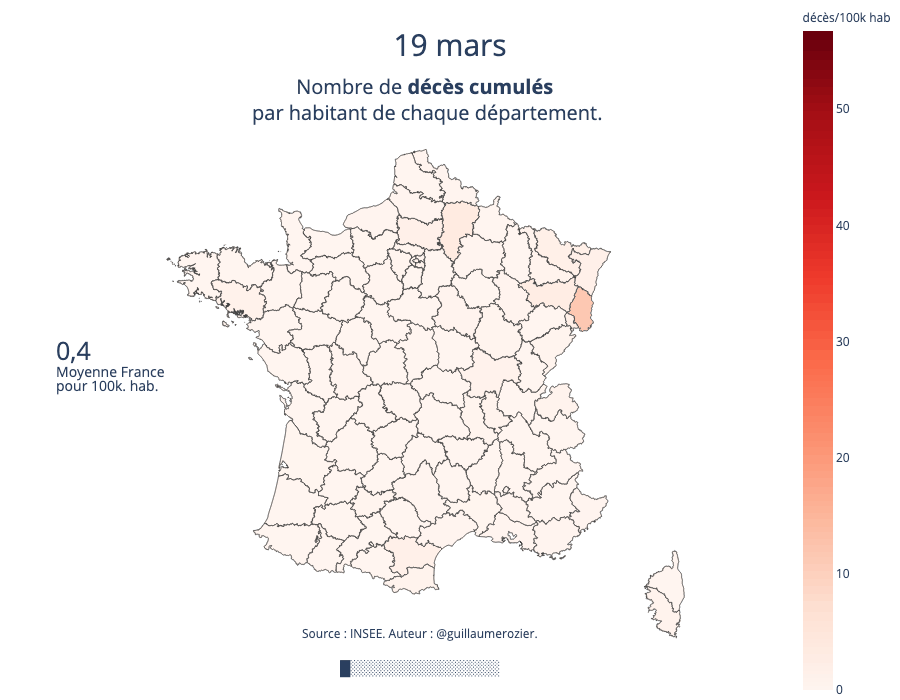 décès/100k hab
19 mars
Nombre de décès cumulés
par habitant de chaque département.
50
40
30
20
10
0
0,4
Moyenne France
pour 100k. hab.
Source : INSEE. Auteur : @guillaumerozier.